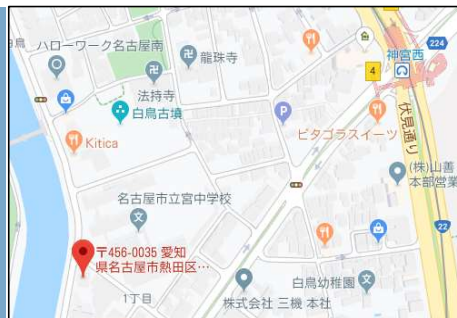 白鳥
ハローワーク名古屋南
龍珠寺
神宮西
224
4
法持寺
白鳥古墳
伏見通り
Kitica
ピタゴラスイーツ
(株)山善
本部営業
名古屋市立宮中学校
22
〒456-0035 愛知
県名古屋市熱田区…
白鳥幼稚園
1丁目
株式会社 三機 本社